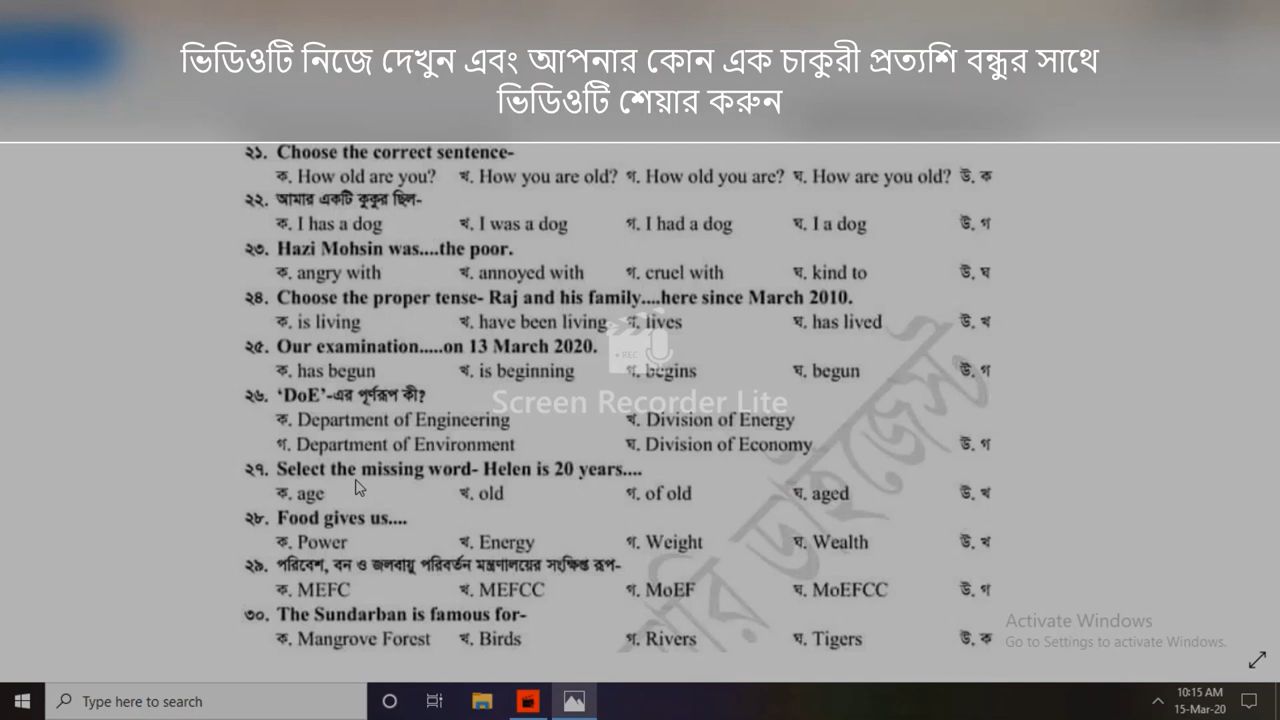 ভিডিওটি নিজে দেখুন এবং আপনার কোন এক চাকুরী প্রত্যশি বন্ধুর সাথে
ভিডিওটি শেয়ার করুন
২১. Choose the correct sentence-
ক. How old are you? খ. How you are old? গ. How old you are? ঘ. How are you old? উ. ক
২২. আমার একটি কুকুর ছিল-
ক. I has a dog খ. I was a dog গ. I had a dog ঘ. I a dog উ. গ
২৩. Hazi Mohsin was....the poor.
ক. angry with খ. annoyed with গ. cruel with ঘ. kind to উ. ঘ
২৪. Choose the proper tense- Raj and his family....here since March 2010.
ক. is living খ. have been living গ. lives ঘ. has lived উ. খ
২৫. Our examination.....on 13 March 2020.
ক. has begun খ. is beginning গ. begins ঘ. begun উ. গ
REC
Screen Recorder Lite
২৬. ‘DoE’-এর পূর্ণরূপ কী?
ক. Department of Engineering খ. Division of Energy
গ. Department of Environment ঘ. Division of Economy উ. গ
২৭. Select the missing word- Helen is 20 years....
ক. age খ. old গ. of old ঘ. aged উ. খ
২৮. Food gives us....
ক. Power খ. Energy গ. Weight ঘ. Wealth উ. খ
২৯. পরিবেশ, বন ও জলবায়ু পরিবর্তন মন্ত্রণালয়ের সংক্ষিপ্ত রূপ-
ক. MEFC খ. MEFCC গ. MoEF ঘ. MoEFCC উ. গ
৩০. The Sundarban is famous for-
ক. Mangrove Forest খ. Birds গ. Rivers ঘ. Tigers উ. ক
ডাইজেস্ট
Activate Windows
Go to Settings to activate Windows.
Type here to search
10:15 AM
15-Mar-20